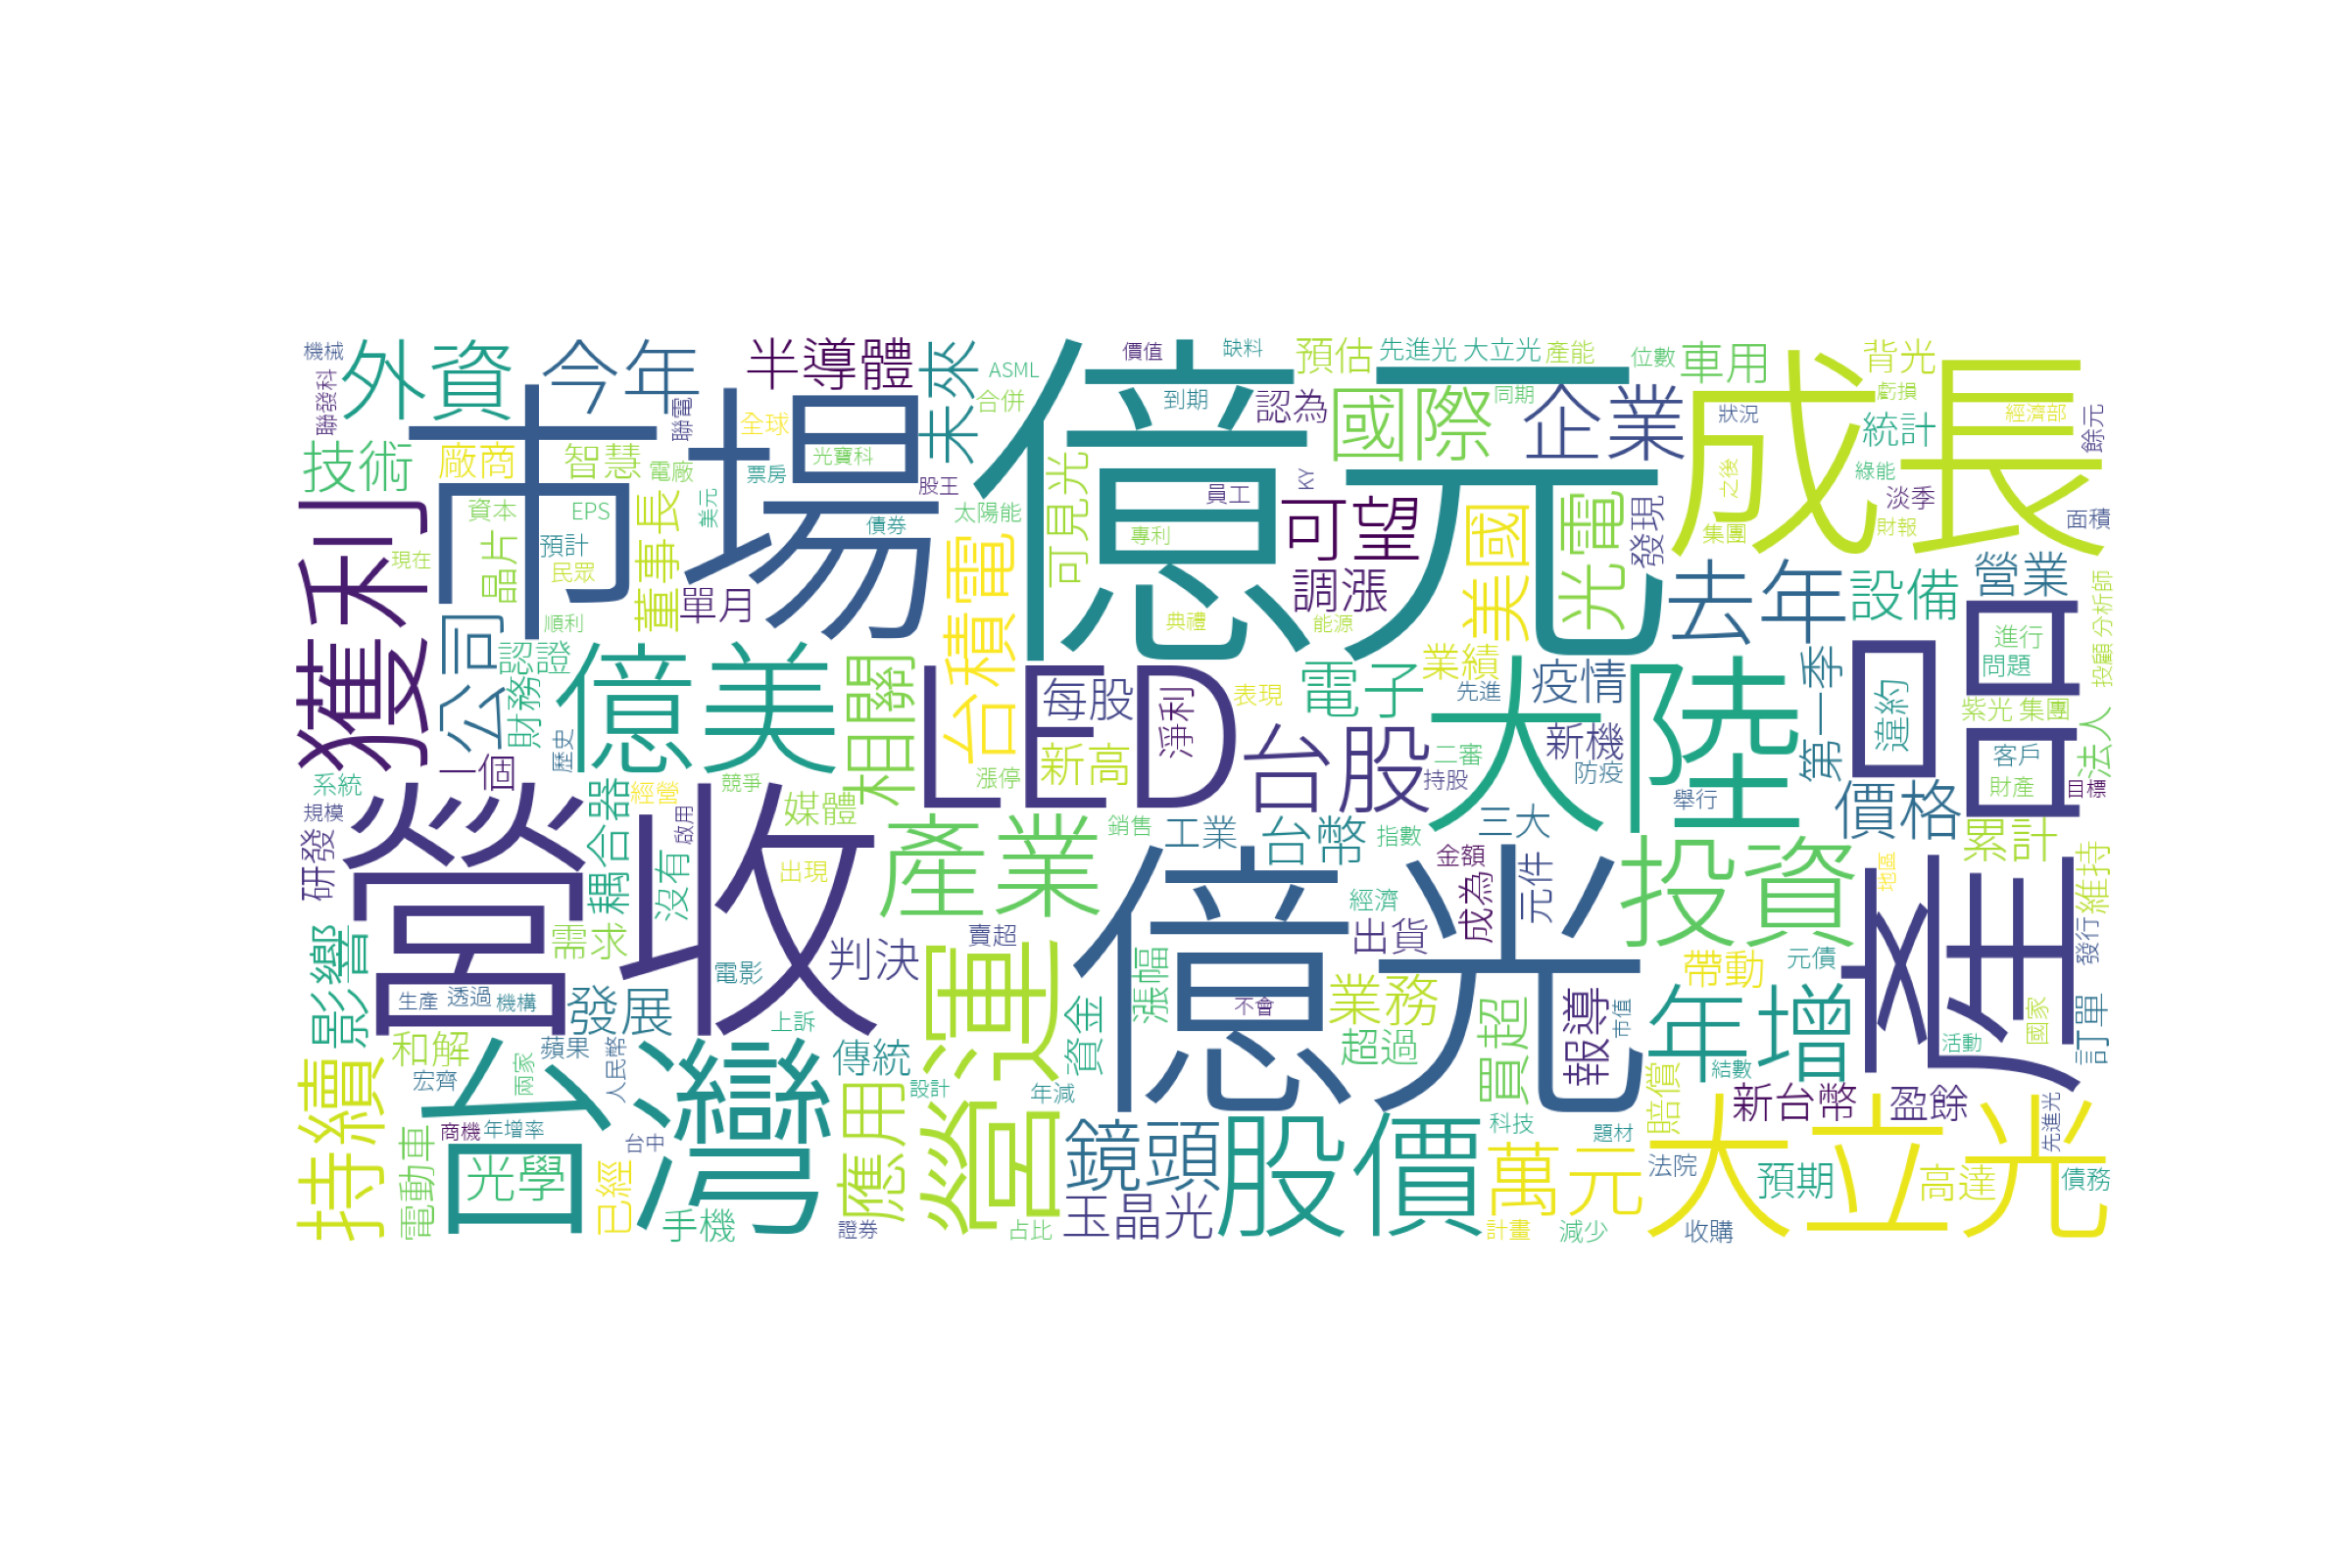 億元
市場
成長
營收
億光
產品
LED
大陸
台灣
獲利
大立光
股價
營運
億美
產業
投資
年增
外資
今年
半導體
未來
國際
企業
去年
台股
台積電
相關
持續
公司
技術
廠商
智慧
董事長
單月
可望
調漲
美國
光電
發現
車用
背光
統計
設備
營業
價格
累計
第一季
法人
維持
訂單
電子
業績
疫情
新機
每股
新高
淨利
認證
財務
一個
耦合器
媒體
沒有
需求
研發
影響
發展
和解
判決
傳統
應用
電動車
光學
已經
手機
鏡頭
玉晶光
萬元
業務
超過
買超
報導
出貨
成為
元件
三大
台幣
工業
資金
漲幅
帶動
新台幣
盈餘
賠償
預期
高達
預估
先進光 大立光
產能
位數
認為
可見光
違約
機械
聯發科
聯電
ASML
合併
價值
缺料
到期
同期
狀況
虧損
經濟部
餘元
全球
光寶科
電廠
票房
股王
員工
KY
之後
綠能
淡季
集團
財報
面積
資本
EPS
預計
晶片
美元
債券
太陽能
專利
現在
民眾
順利
典禮
能源
進行
問題
投顧 分析師
紫光 集團
客戶
財產
目標
歷史
表現
先進
二審
防疫
持股
漲停
系統
規模
經營
競爭
啟用
出現
銷售
指數
舉行
金額
經濟
地區
賣超
電影
生產
透過
機構
上訴
不會
市值
元債
發行
國家
活動
結數
蘋果
人民幣
宏齊
兩家
設計
年減
商機
年增率
台中
科技
題材
先進光
證券
占比
計畫
減少
法院
收購
債務